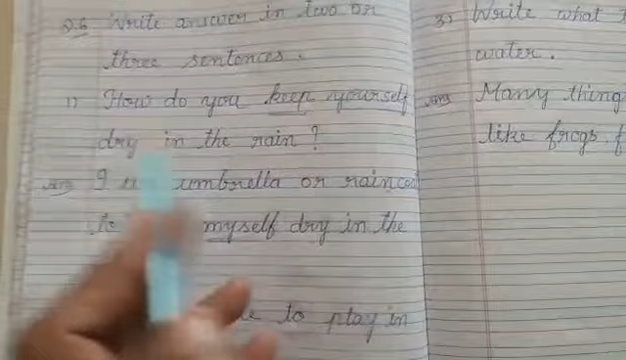 Q.6 Write answer in two or
three sentences.
1) How do you keep yourself
dry in the rain?
Ans I umbrella or raincoa
to myself dry in the
to play in
3) Write what
water.
Ans Many thing
like frogs, f